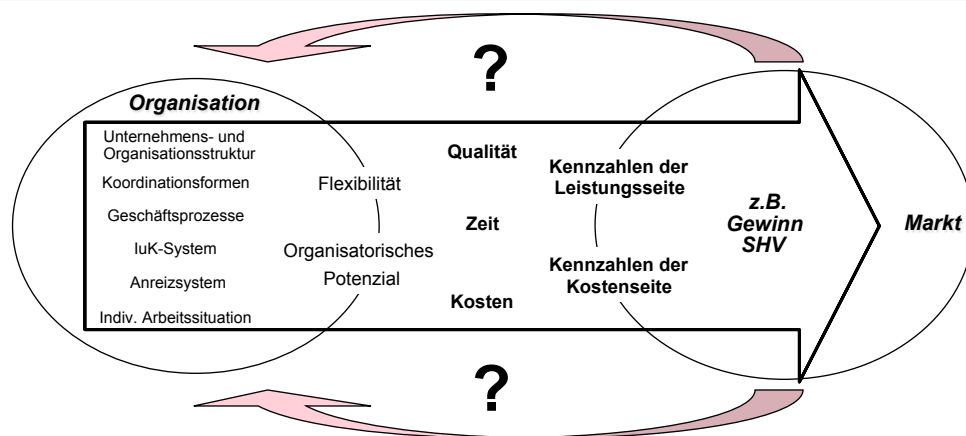 ?
Organisation
Unternehmens- und
Organisationsstruktur
Koordinationsformen
Geschäftsprozesse
IuK-System
Anreizsystem
Indiv. Arbeitssituation
Flexibilität
Organisatorisches
Potenzial
Qualität
Zeit
Kosten
Kennzahlen der
Leistungsseite
Kennzahlen der
Kostenseite
z.B.
Gewinn
SHV
Markt
?